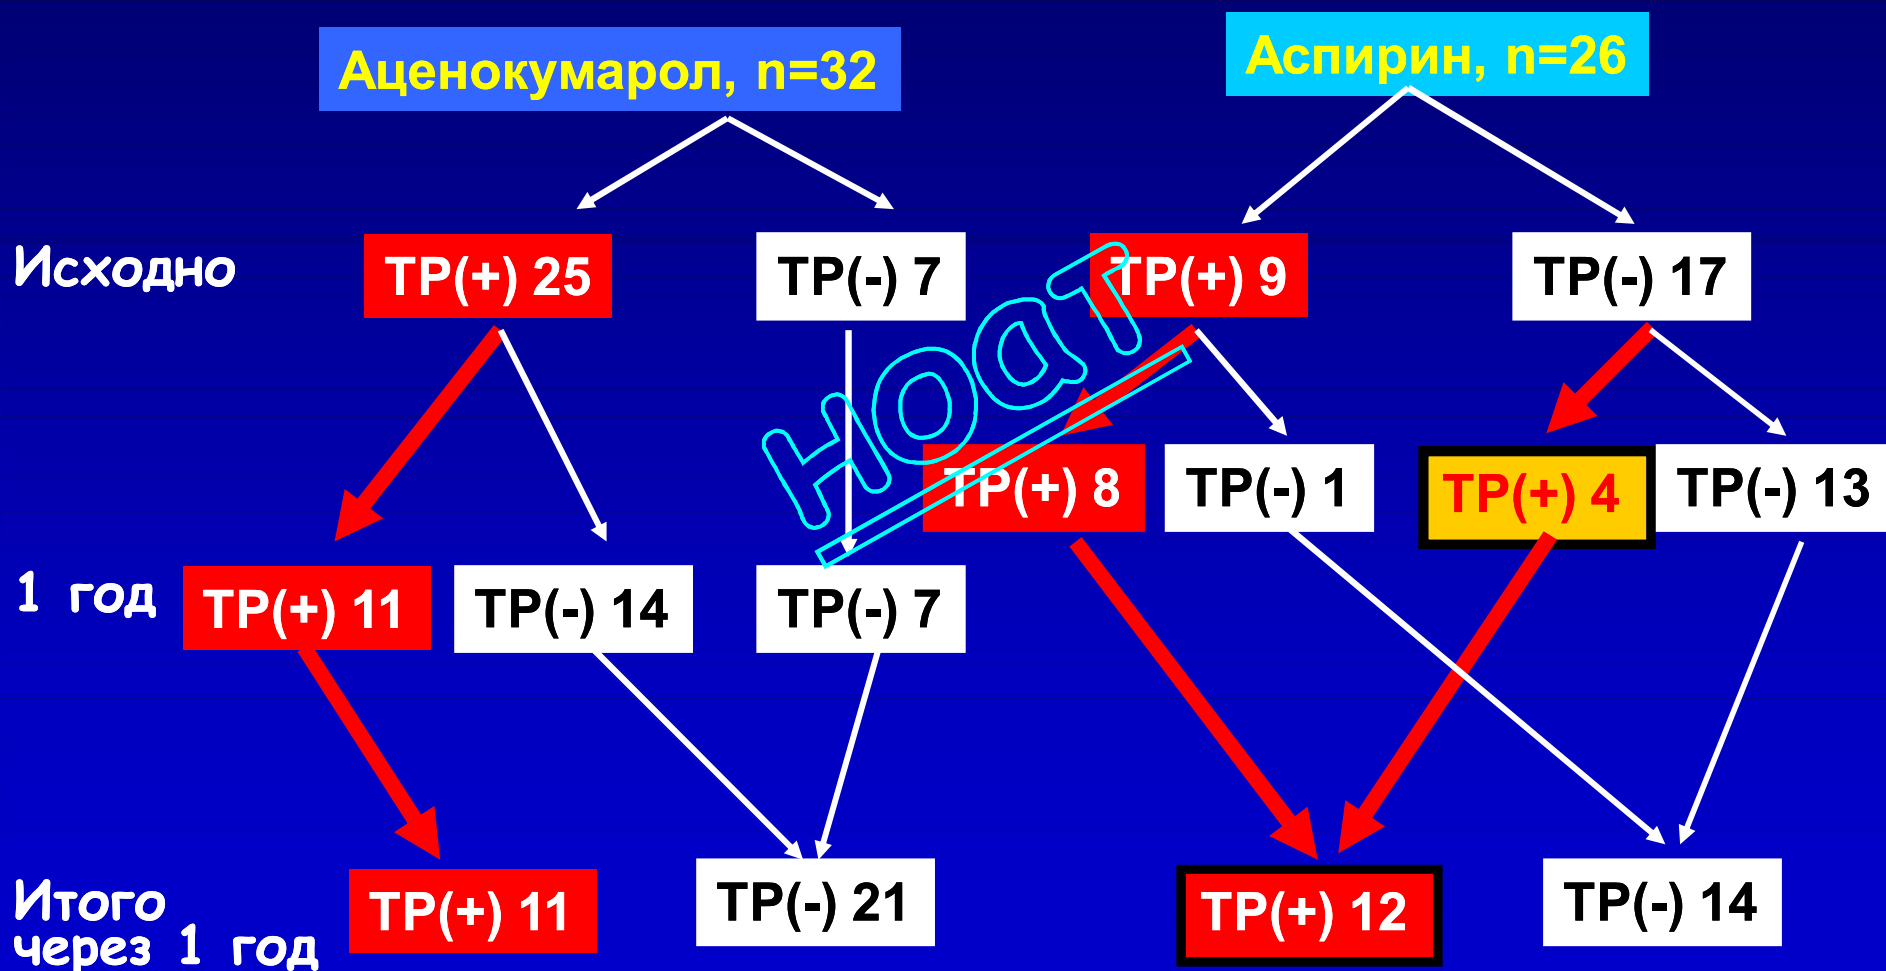 Аценокумарол, n=32
Аспирин, n=26
Исходно
ТР(+) 25
ТР(-) 7
ТР(+) 9
ТР(-) 17
НОАТ
ТР(+) 8
ТР(-) 1
ТР(+) 4
ТР(-) 13
1 год
ТР(+) 11
ТР(-) 14
ТР(-) 7
Итого
через 1 год
ТР(+) 11
ТР(-) 21
ТР(+) 12
ТР(-) 14